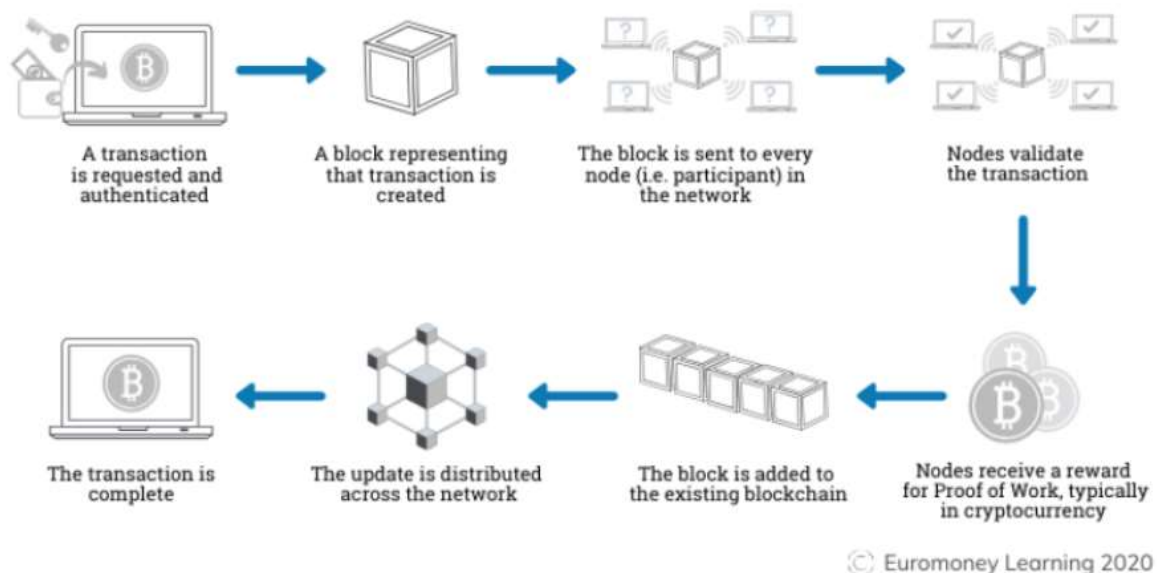 A transaction
is requested and
authenticated
A block representing
that transaction is
created
The block is sent to every
node (i.e. participant) in
the network
Nodes validate
the transaction
Nodes receive a reward
for Proof of Work, typically
in cryptocurrency
The block is added to
the existing blockchain
The update is distributed
across the network
The transaction is
complete
© Euromoney Learning 2020